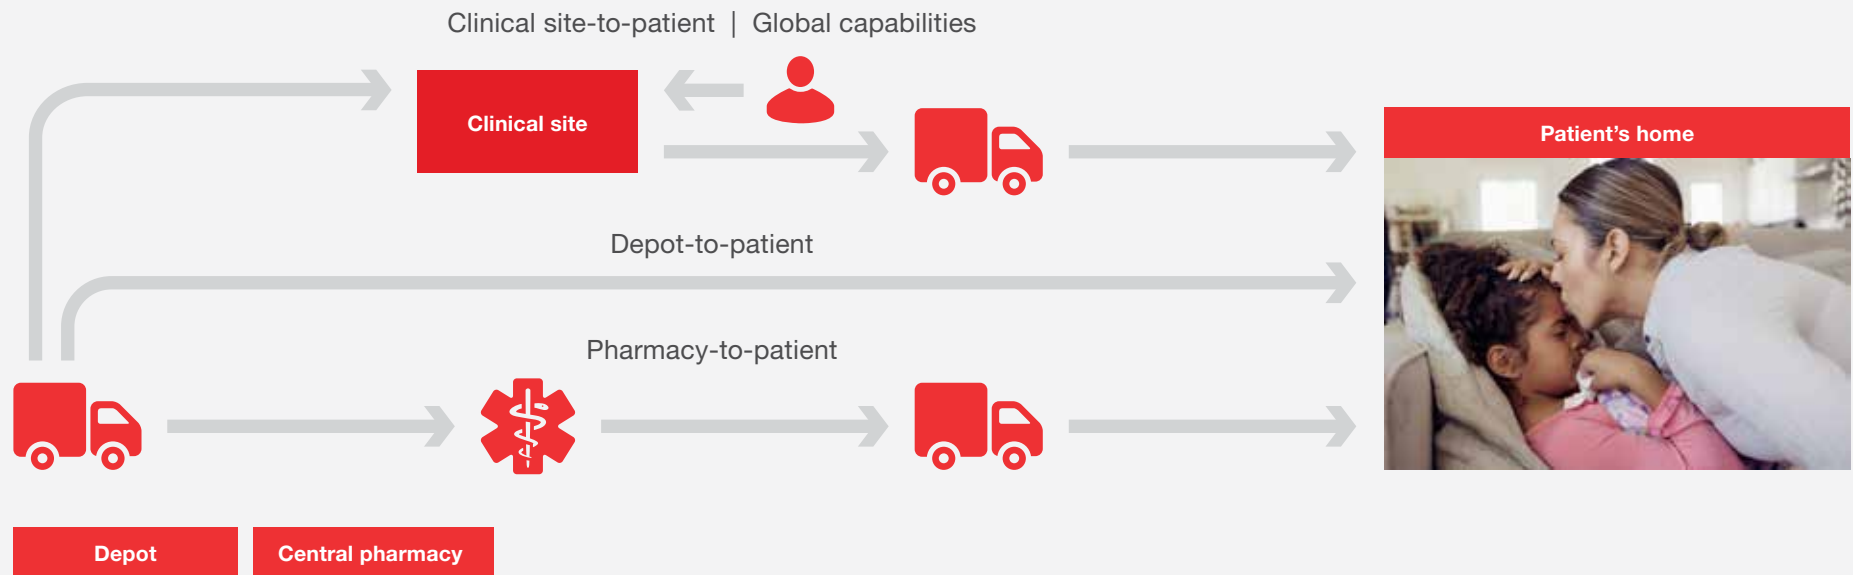 Clinical site-to-patient | Global capabilities
Clinical site
Patient’s home
Depot-to-patient
Pharmacy-to-patient
Depot
Central pharmacy